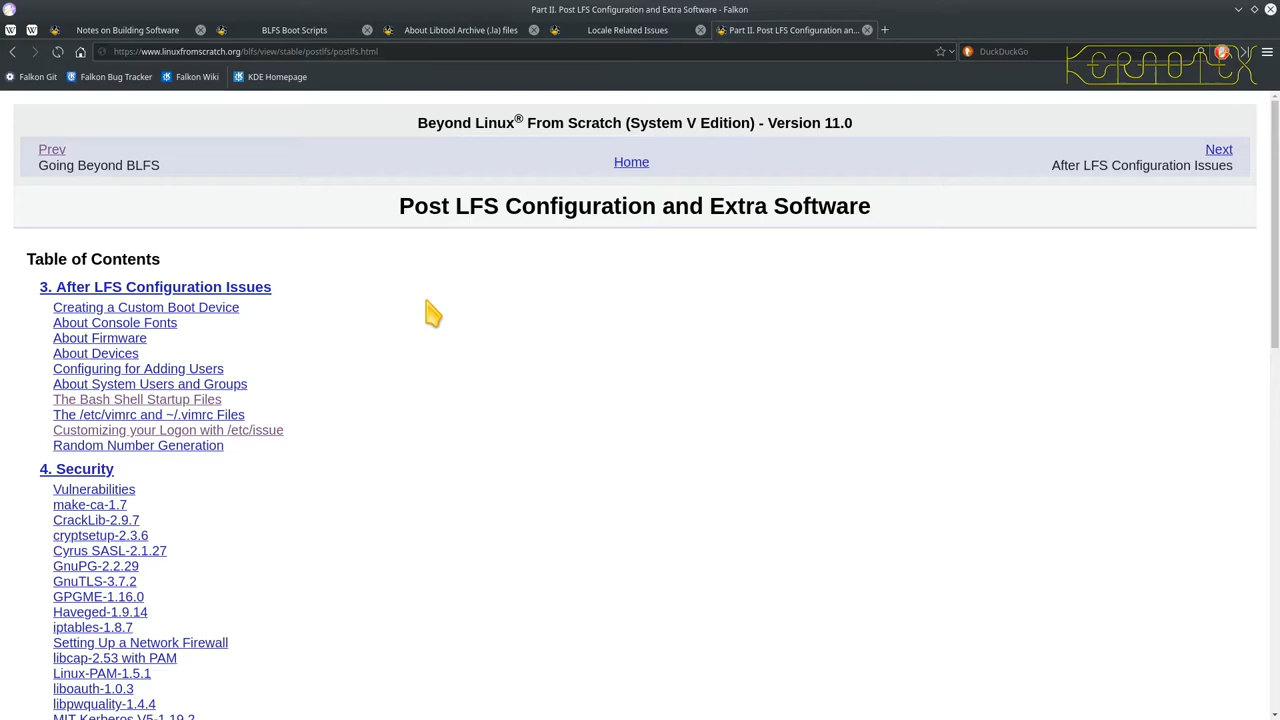 Part II. Post LFS Configuration and Extra Software - Falkon
Notes on Building Software
BLFS Boot Scripts
About Libtool Archive (.la) files
Locale Related Issues
Part II. Post LFS Configuration an...
https://www.linuxfromscratch.org/blfs/view/stable/postlfs/postlfs.html
DuckDuckGo
KERNOTEX
Falkon Git
Falkon Bug Tracker
Falkon Wiki
KDE Homepage
Beyond Linux® From Scratch (System V Edition) - Version 11.0
Prev
Going Beyond BLFS
Home
Next
After LFS Configuration Issues
Post LFS Configuration and Extra Software
Table of Contents
3. After LFS Configuration Issues
Creating a Custom Boot Device
About Console Fonts
About Firmware
About Devices
Configuring for Adding Users
About System Users and Groups
The Bash Shell Startup Files
The /etc/vimrc and ~/.vimrc Files
Customizing your Logon with /etc/issue
Random Number Generation
4. Security
Vulnerabilities
make-ca-1.7
CrackLib-2.9.7
cryptsetup-2.3.6
Cyrus SASL-2.1.27
GnuPG-2.2.29
GnuTLS-3.7.2
GPGME-1.16.0
Haveged-1.9.14
iptables-1.8.7
Setting Up a Network Firewall
libcap-2.53 with PAM
Linux-PAM-1.5.1
liboauth-1.0.3
libpwquality-1.4.4
MIT Kerberos V5-1.19.2